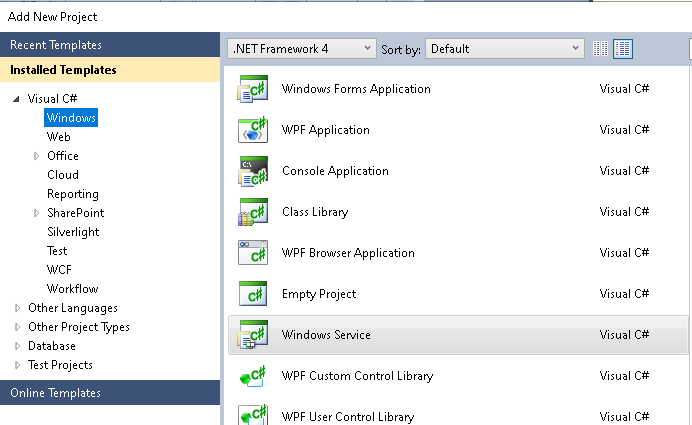 Add New Project
Recent Templates
Installed Templates
Visual C#
Windows
Web
Office
Cloud
Reporting
SharePoint
Silverlight
Test
WCF
Workflow
Other Languages
Other Project Types
Database
Test Projects
Online Templates
.NET Framework 4 Sort by: Default
Windows Forms Application Visual C#
WPF Application Visual C#
Console Application Visual C#
Class Library Visual C#
WPF Browser Application Visual C#
Empty Project Visual C#
Windows Service Visual C#
WPF Custom Control Library Visual C#
WPF User Control Library Visual C#